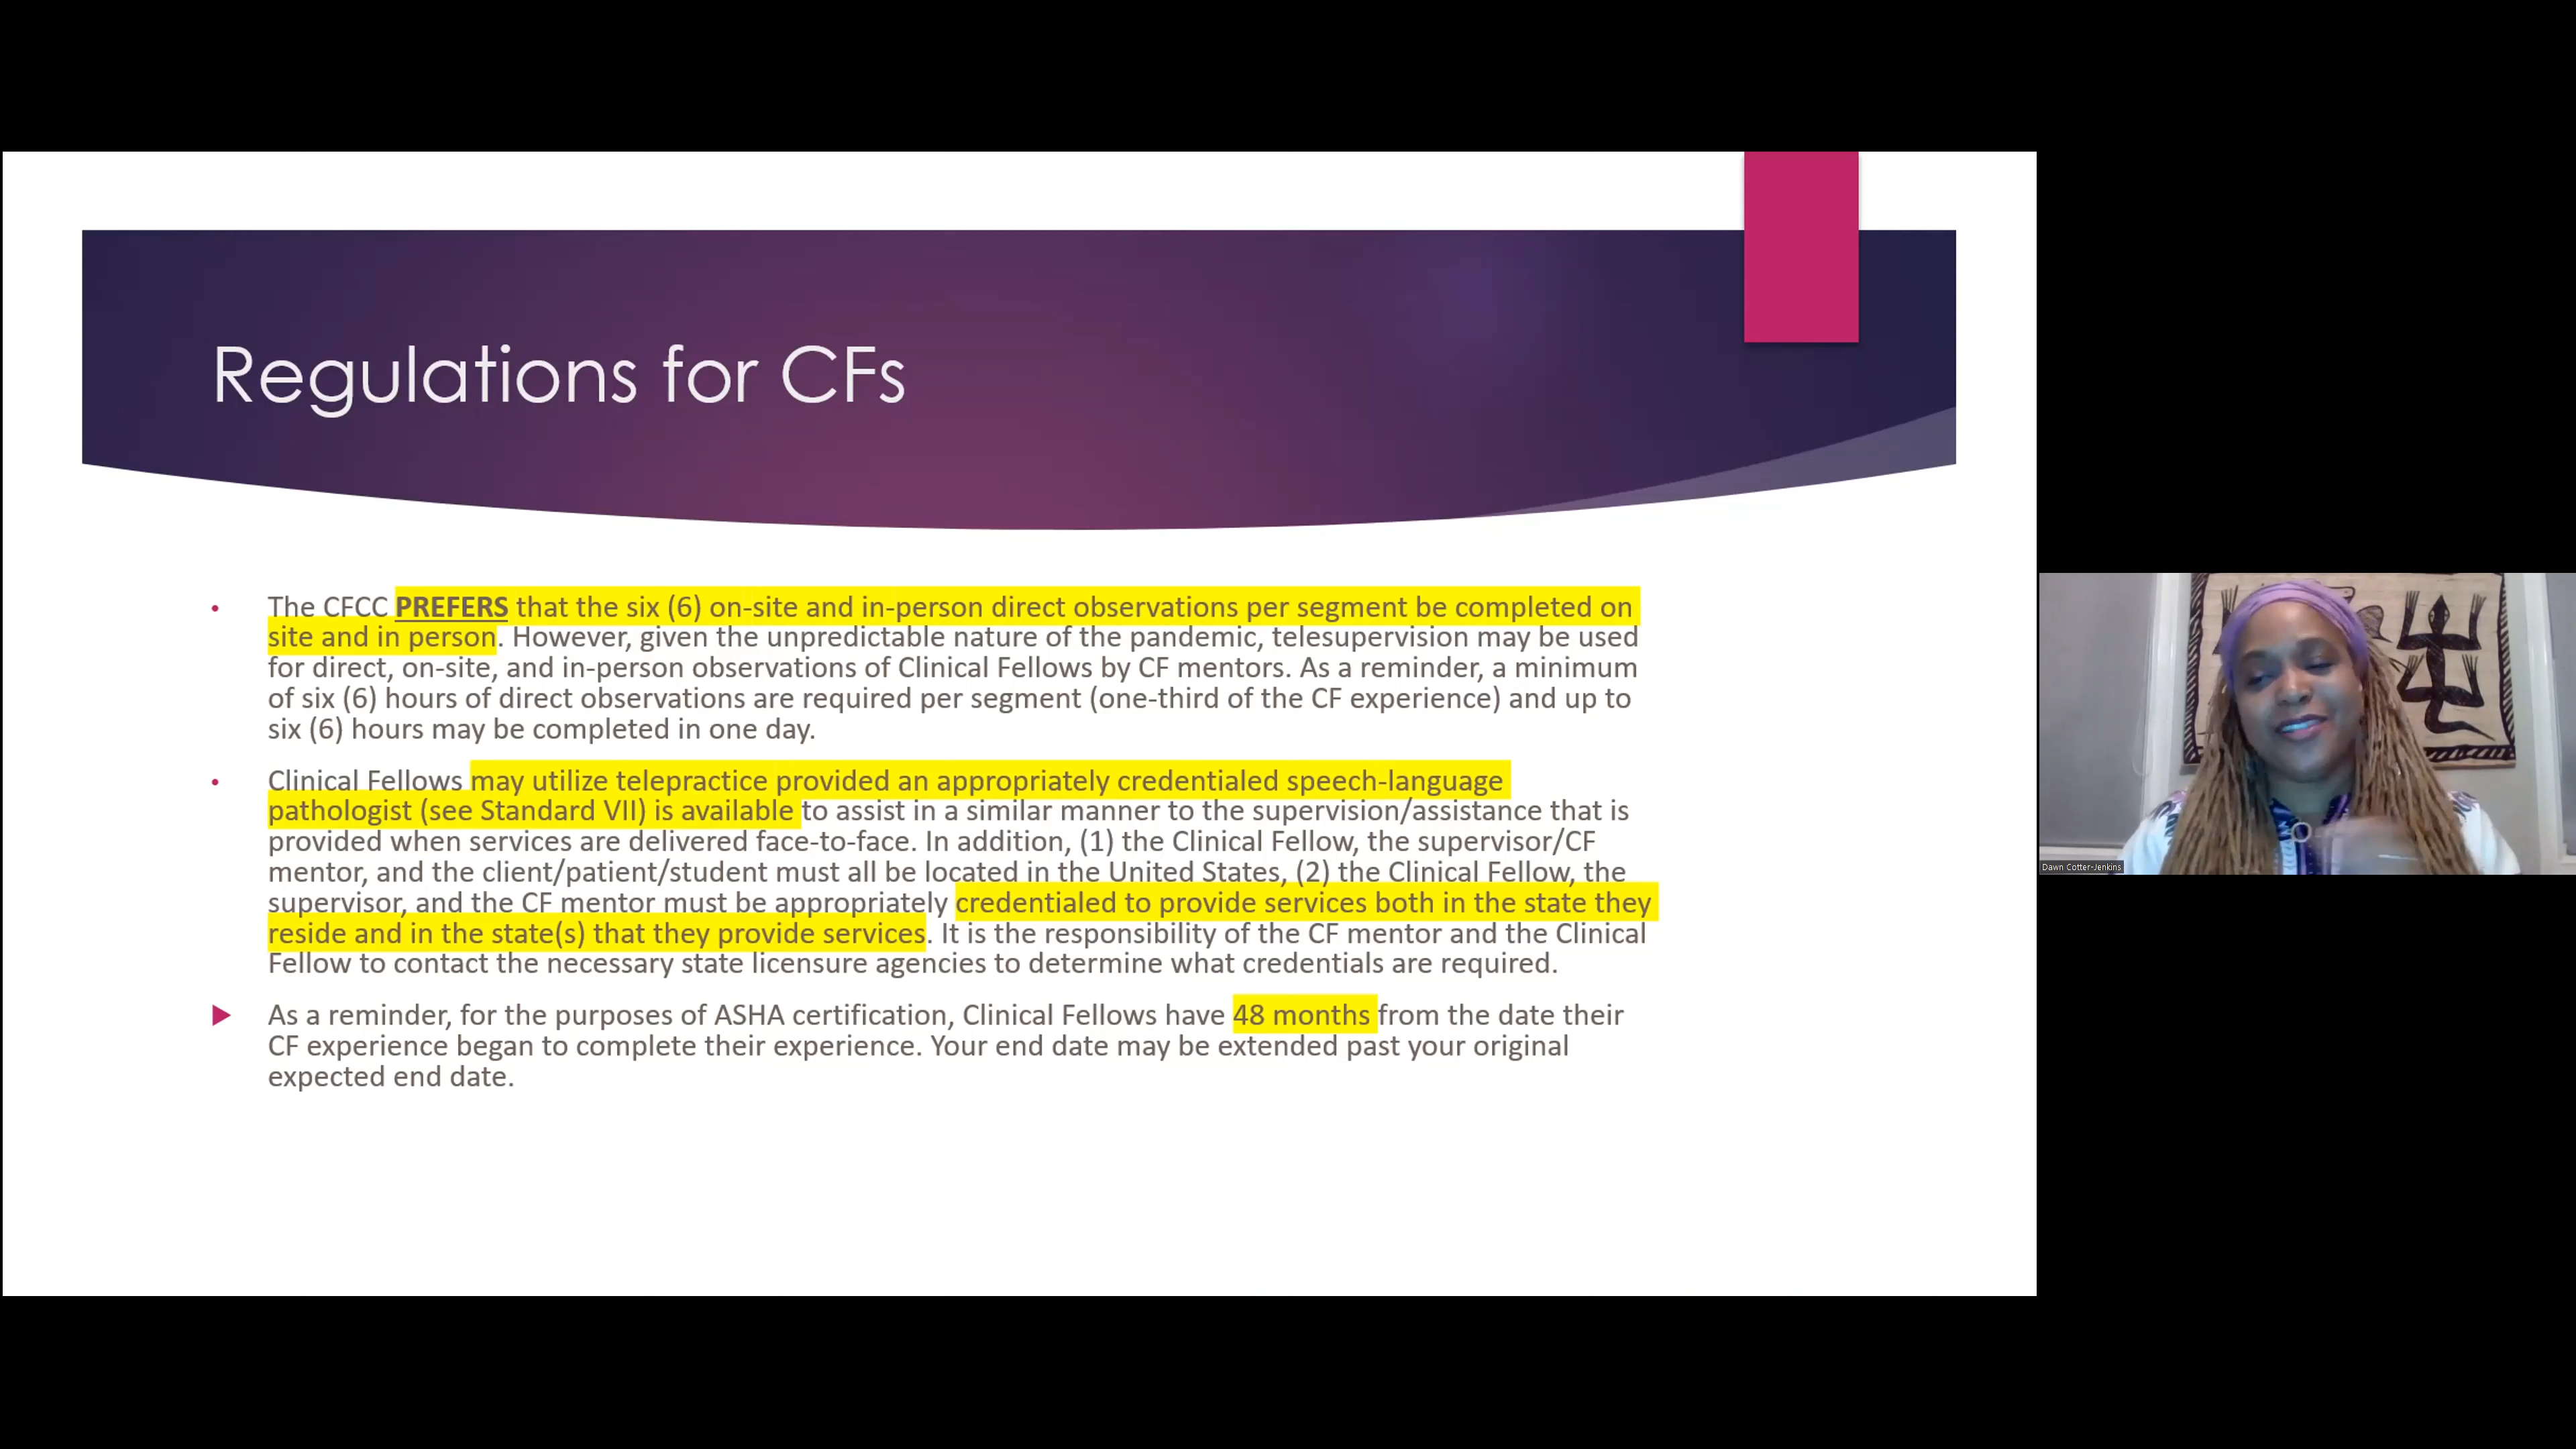 Regulations for CFs
• The CFCC PREFERS that the six (6) on-site and in-person direct observations per segment be completed on
site and in person. However, given the unpredictable nature of the pandemic, telesupervision may be used
for direct, on-site, and in-person observations of Clinical Fellows by CF mentors. As a reminder, a minimum
of six (6) hours of direct observations are required per segment (one-third of the CF experience) and up to
six (6) hours may be completed in one day.
• Clinical Fellows may utilize telepractice provided an appropriately credentialed speech-language
pathologist (see Standard VII) is available to assist in a similar manner to the supervision/assistance that is
provided when services are delivered face-to-face. In addition, (1) the Clinical Fellow, the supervisor/CF
mentor, and the client/patient/student must all be located in the United States, (2) the Clinical Fellow, the
supervisor, and the CF mentor must be appropriately credentialed to provide services both in the state they
reside and in the state(s) that they provide services. It is the responsibility of the CF mentor and the Clinical
Fellow to contact the necessary state licensure agencies to determine what credentials are required.
As a reminder, for the purposes of ASHA certification, Clinical Fellows have 48 months from the date their
CF experience began to complete their experience. Your end date may be extended past your original
expected end date.
Dawn Cotter-Jenkins